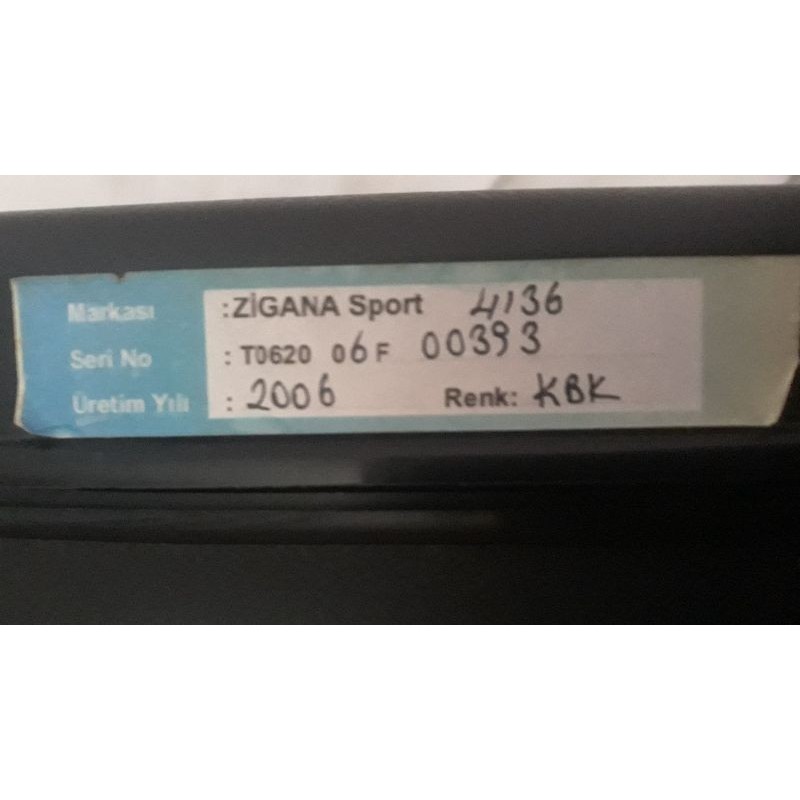 Markası :ZİGANA Sport 4136
Seri No : T0620 06F 00393
Üretim Yılı : 2006 Renk: KBK